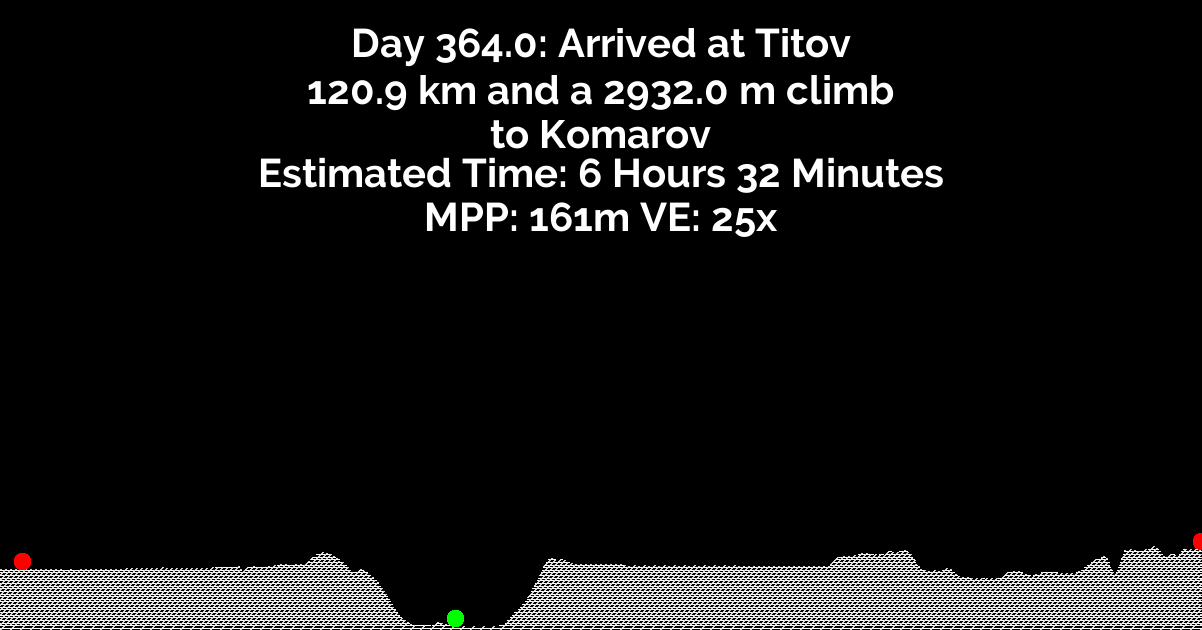 Day 364.0: Arrived at Titov
120.9 km and a 2932.0 m climb
to Komarov
Estimated Time: 6 Hours 32 Minutes
MPP: 161m VE: 25x